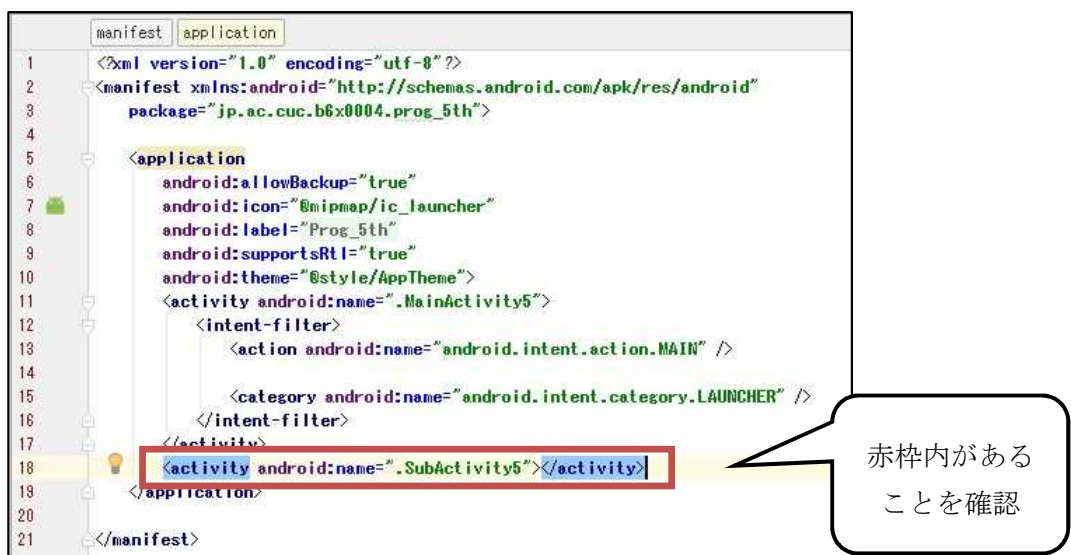 manifest application
1 <?xml version="1.0" encoding="utf-8"?>
2 <manifest xmlns:android="http://schemas.android.com/apk/res/android"
3 package="jp.ac.cuc.b6x0004.prog_5th">
4
5 <application
6 android:allowBackup="true"
7 android:icon="@mipmap/ic_launcher"
8 android:label="Prog_5th"
9 android:supportsRtl="true"
10 android:theme="@style/AppTheme">
11 <activity android:name=".MainActivity5">
12 <intent-filter>
13 <action android:name="android.intent.action.MAIN" />
14
15 <category android:name="android.intent.category.LAUNCHER" />
16 </intent-filter>
17 </activity>
18 <activity android:name=".SubActivity5"></activity>
19 </application>
20
21 </manifest>
赤枠内がある
ことを確認